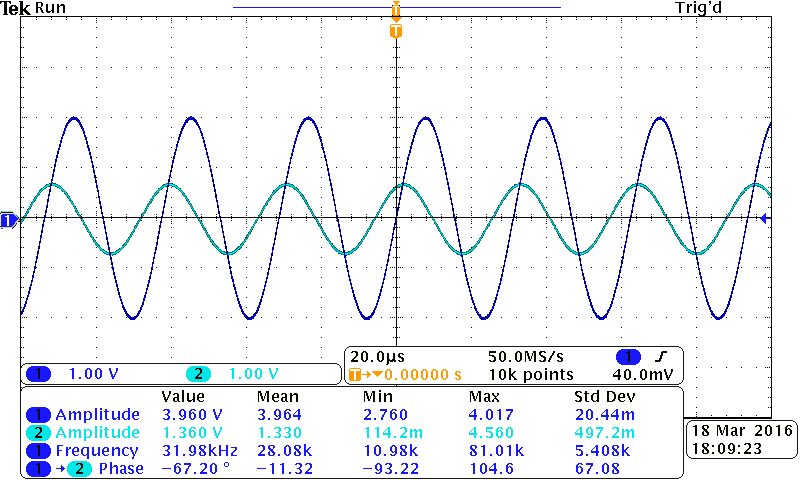 Tek Run Trig'd
T
T
1
20.0µs 50.0MS/s 1
1 1.00 V 2 1.00 V
T 0.00000 s 10k points 40.0mV
Value Mean Min Max Std Dev
1 Amplitude 3.960 V 3.964 2.760 4.017 20.44m
2 Amplitude 1.360 V 1.330 114.2m 4.560 497.2m
1 Frequency 31.98kHz 28.08k 10.98k 81.01k 5.408k
1 → 2 Phase −67.20 ° −11.32 −93.22 104.6 67.08
18 Mar 2016
18:09:23